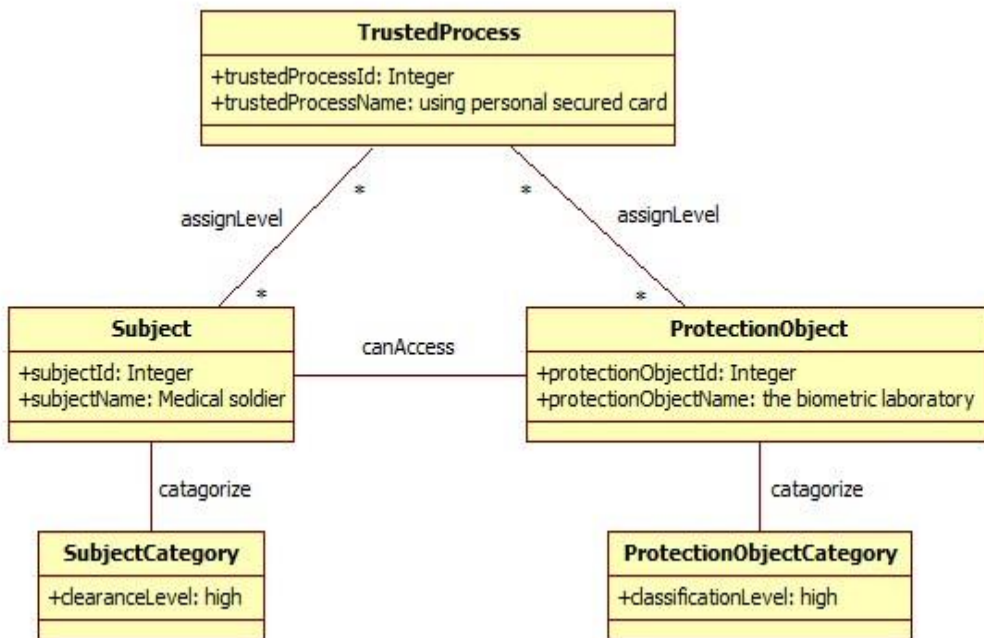 TrustedProcess
+trustedProcessId: Integer
+trustedProcessName: using personal secured card
*
*
assignLevel
assignLevel
*
*
Subject
+subjectId: Integer
+subjectName: Medical soldier
canAccess
ProtectionObject
+protectionObjectId: Integer
+protectionObjectName: the biometric laboratory
catagorize
catagorize
SubjectCategory
+clearanceLevel: high
ProtectionObjectCategory
+classificationLevel: high